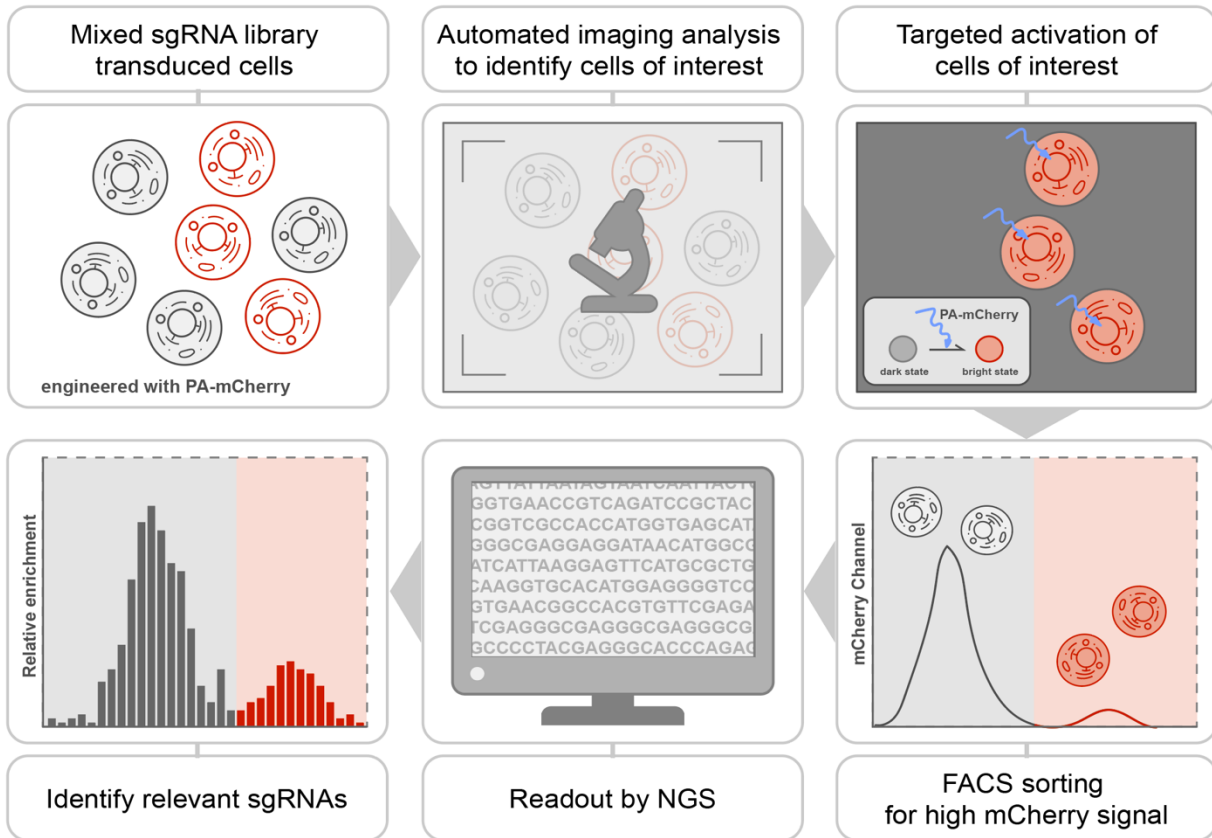 Mixed sgRNA library
transduced cells
Automated imaging analysis
to identify cells of interest
Targeted activation of
cells of interest
engineered with PA-mCherry
PA-mCherry
dark state
bright state
mCherry Channel
FACS sorting
for high mCherry signal
AGTTATTAATAGTAATCAATTACT
GGTGAACCGTCAGATCCGCTAC
CGGTCGCCACCATGGTGAGCAT
GGGCGAGGAGGATAACATGGCG
ATCATTAAGGAGTTCATGCGCTG
CAAGGTGCACATGGAGGGGTCC
GTGAACGGCCACGTGTTCGAGA
TCGAGGGCGAGGGCGAGGGCG
GCCCCTACGAGGGCACCCAGAC
Readout by NGS
Relative enrichment
Identify relevant sgRNAs